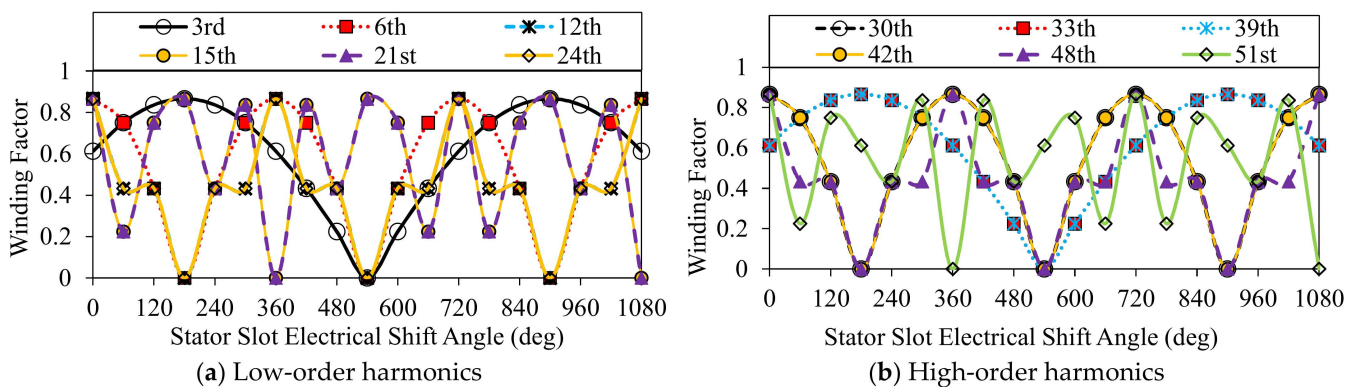 3rd 6th 12th
15th 21st 24th
1
0.8
0.6
0.4
0.2
0
Winding Factor
0 120 240 360 480 600 720 840 960 1080
Stator Slot Electrical Shift Angle (deg)
(a) Low-order harmonics
30th 33th 39th
42th 48th 51st
1
0.8
0.6
0.4
0.2
0
Winding Factor
0 120 240 360 480 600 720 840 960 1080
Stator Slot Electrical Shift Angle (deg)
(b) High-order harmonics